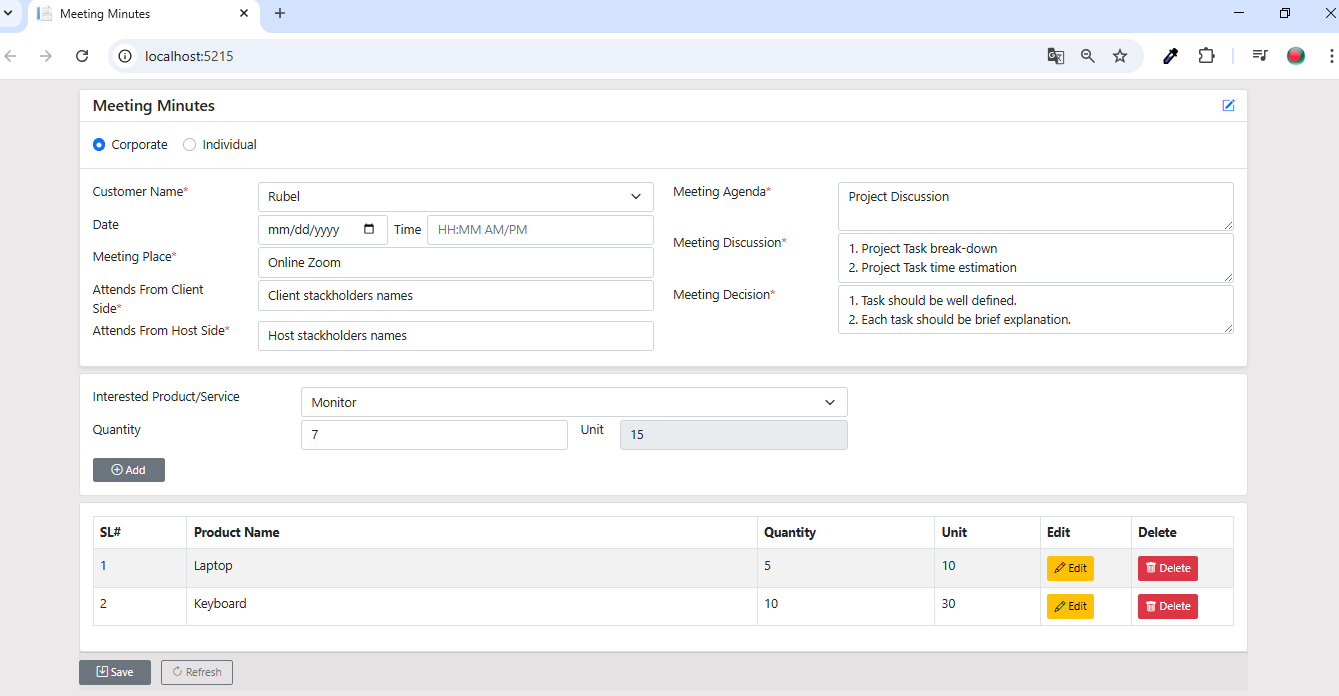 Meeting Minutes
localhost:5215
Meeting Minutes
Corporate Individual
Customer Name* Rubel
Date mm/dd/yyyy Time HH:MM AM/PM
Meeting Place* Online Zoom
Attends From Client
Side*
Client stackholders names
Attends From Host Side* Host stackholders names
Meeting Agenda* Project Discussion
Meeting Discussion* 1. Project Task break-down
2. Project Task time estimation
Meeting Decision* 1. Task should be well defined.
2. Each task should be brief explanation.
Interested Product/Service Monitor
Quantity 7 Unit 15
Add
SL# Product Name Quantity Unit Edit Delete
1 Laptop 5 10 Edit Delete
2 Keyboard 10 30 Edit Delete
Save Refresh